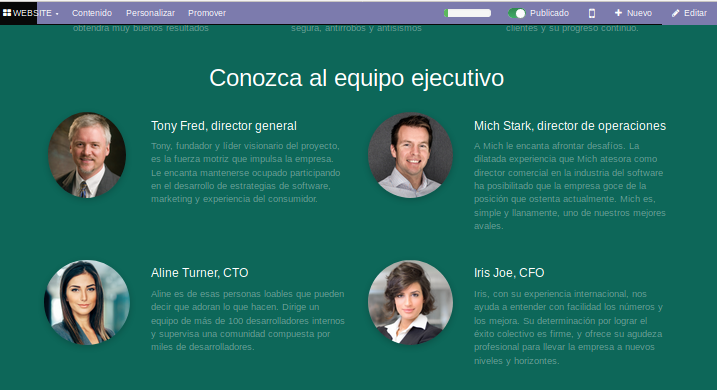 WEBSITE Contenido Personalizar Promover Publicado Nuevo Editar
obtendrá muy buenos resultados
segura, antirrobos y antisismos
clientes y su progreso continuo.
Conozca al equipo ejecutivo
Tony Fred, director general
Tony, fundador y líder visionario del proyecto,
es la fuerza motriz que impulsa la empresa.
Le encanta mantenerse ocupado participando
en el desarrollo de estrategias de software,
marketing y experiencia del consumidor.
Mich Stark, director de operaciones
A Mich le encanta afrontar desafíos. La
dilatada experiencia que Mich atesora como
director comercial en la industria del software
ha posibilitado que la empresa goce de la
posición que ostenta actualmente. Mich es,
simple y llanamente, uno de nuestros mejores
avales.
Aline Turner, CTO
Aline es de esas personas loables que pueden
decir que adoran lo que hacen. Dirige un
equipo de más de 100 desarrolladores internos
y supervisa una comunidad compuesta por
miles de desarrolladores.
Iris Joe, CFO
Iris, con su experiencia internacional, nos
ayuda a entender con facilidad los números y
los mejora. Su determinación por lograr el
éxito colectivo es firme, y ofrece su agudeza
profesional para llevar la empresa a nuevos
niveles y horizontes.